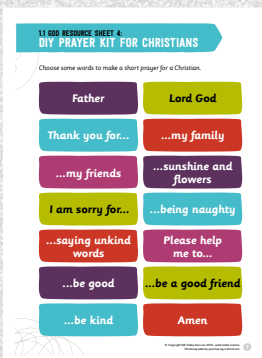 1.1 GOD RESOURCE SHEET 4:
DIY PRAYER KIT FOR CHRISTIANS
Choose some words to make a short prayer for a Christian.
Father
Lord God
Thank you for...
...my family
...my friends
...sunshine and
flowers
I am sorry for...
...being naughty
...saying unkind
words
Please help
me to...
...be good
...be a good friend
...be kind
Amen